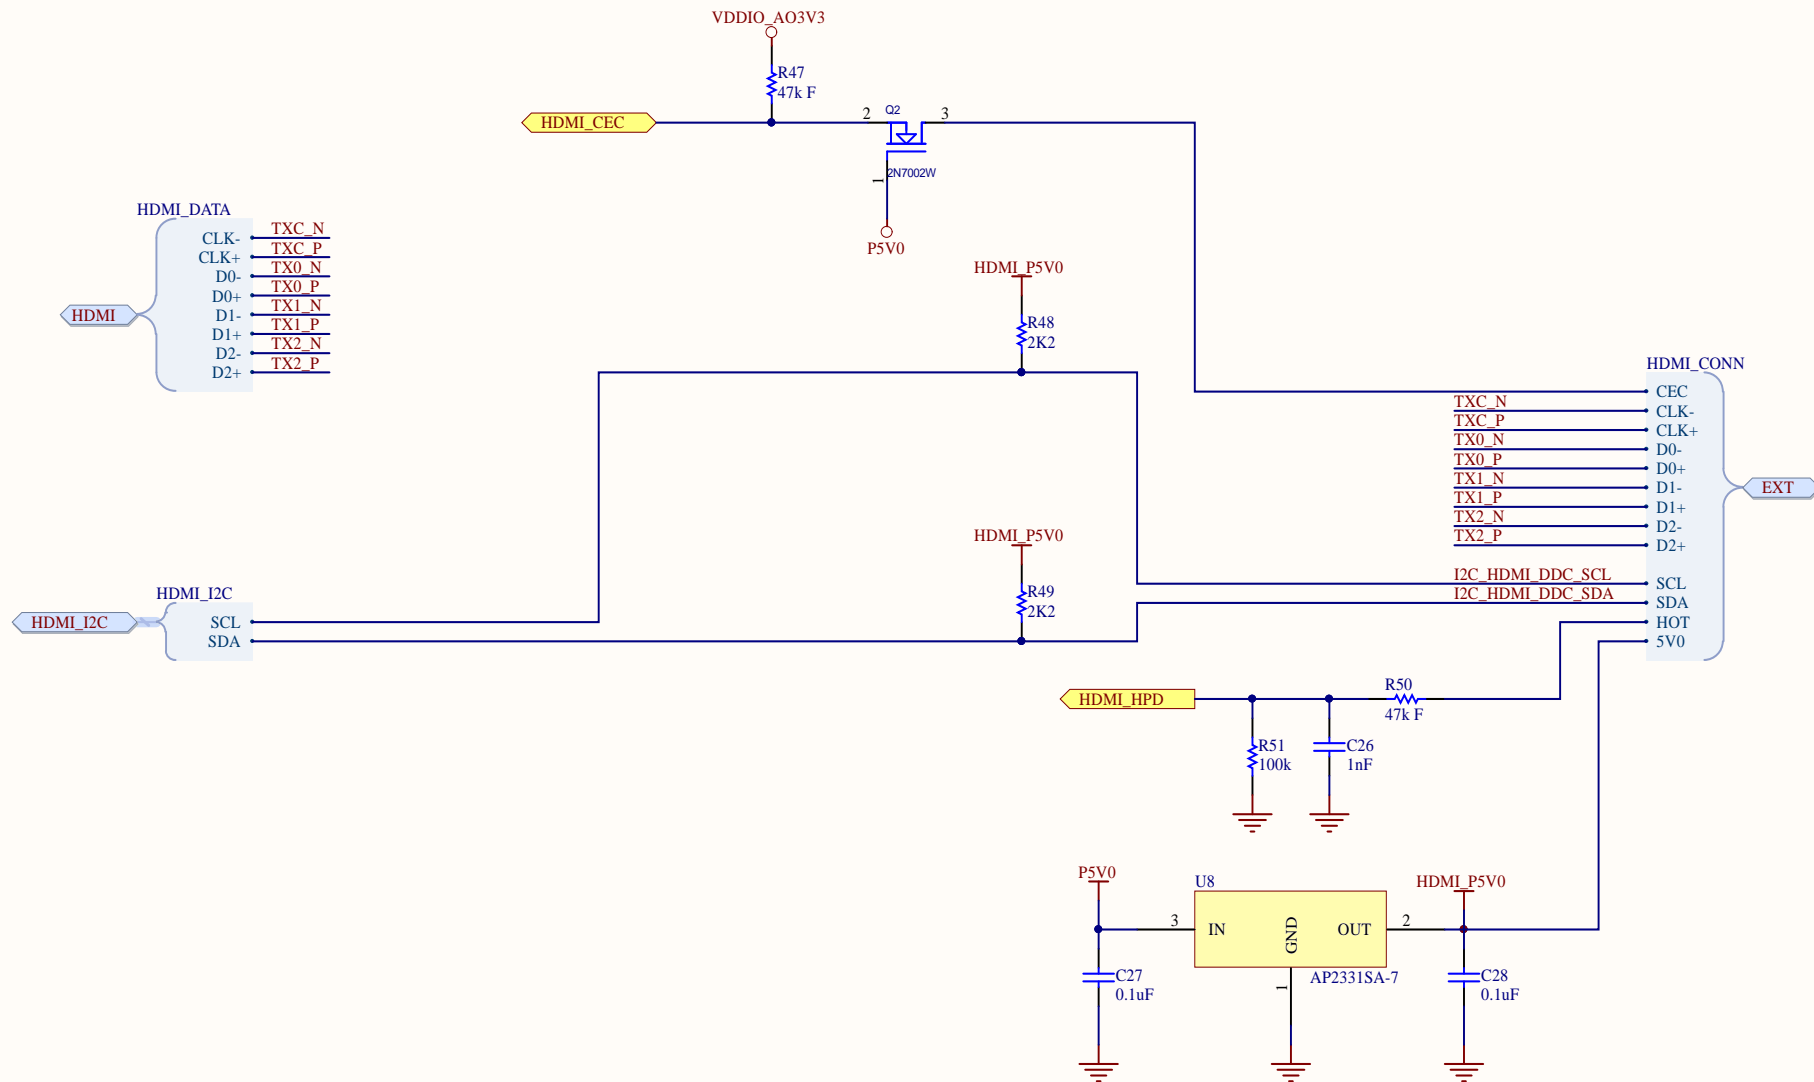 VDDIO_AO3V3
R47
47k F
HDMI_CEC
2
Q2
3
1
2N7002W
P5V0
HDMI_DATA
CLK- TXC_N
CLK+ TXC_P
D0- TX0_N
D0+ TX0_P
D1- TX1_N
D1+ TX1_P
D2- TX2_N
D2+ TX2_P
HDMI
HDMI_P5V0
R48
2K2
HDMI_CONN
CEC
TXC_N CLK-
TXC_P CLK+
TX0_N D0-
TX0_P D0+
TX1_N D1-
TX1_P D1+
TX2_N D2-
TX2_P D2+
EXT
HDMI_P5V0
R49
2K2
I2C_HDMI_DDC_SCL SCL
I2C_HDMI_DDC_SDA SDA
HOT
5V0
HDMI_I2C
HDMI_I2C
SCL
SDA
HDMI_HPD
R50
47k F
R51
100k
C26
1nF
P5V0
U8
HDMI_P5V0
3
IN
GND
OUT
2
1
AP2331SA-7
C27
0.1uF
C28
0.1uF